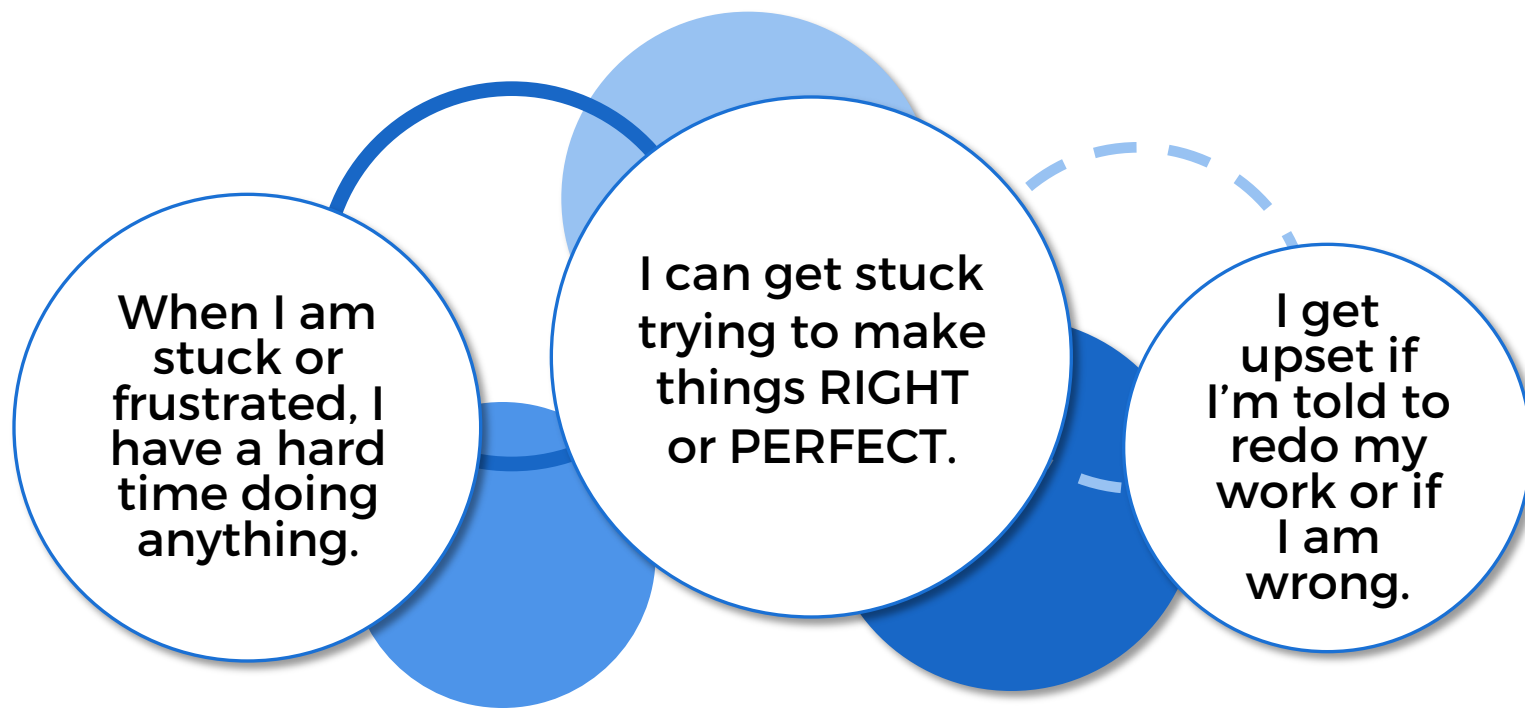 When I am
stuck or
frustrated, I
have a hard
time doing
anything.
I can get stuck
trying to make
things RIGHT
or PERFECT.
I get
upset if
I’m told to
redo my
work or if
I am
wrong.